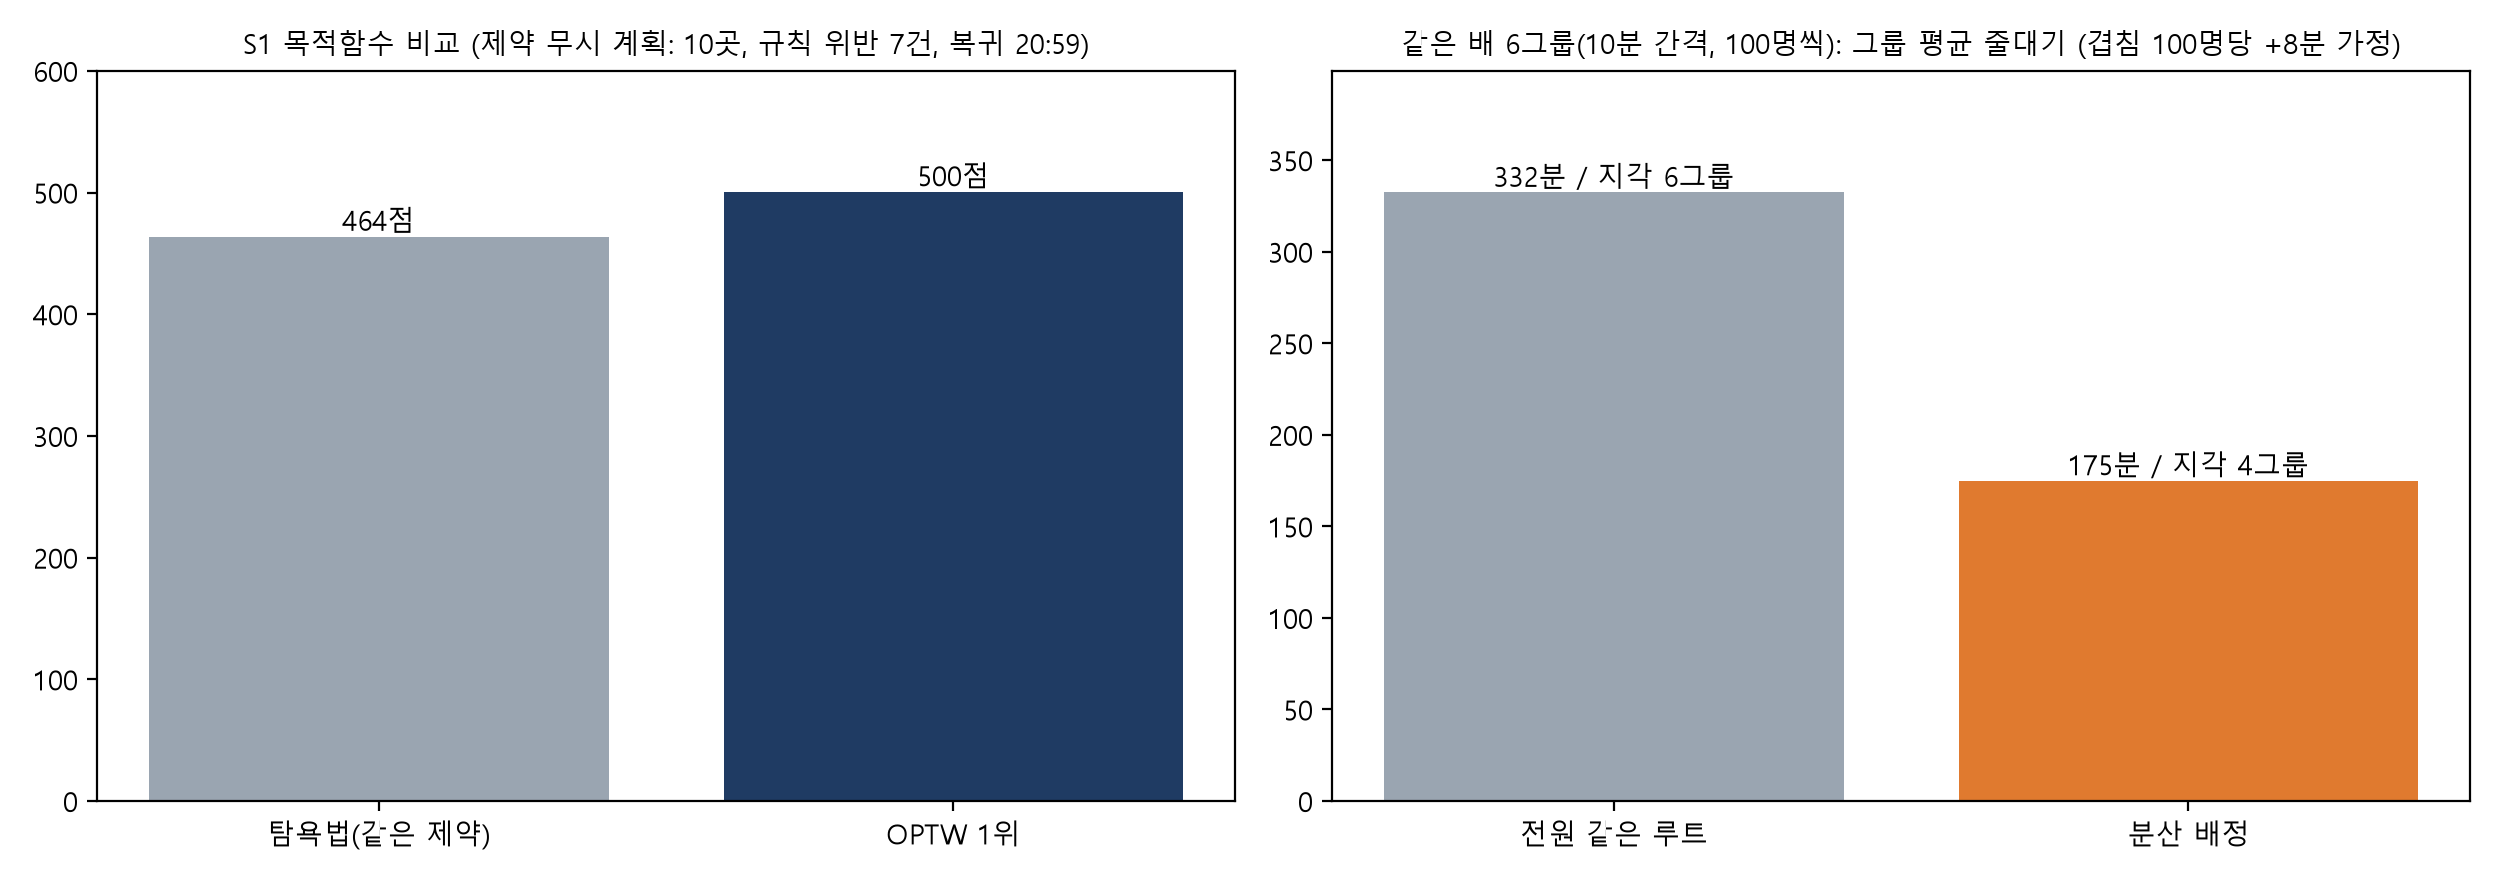 S1 목적함수 비교 (제약 무시 계획: 10곳, 규칙 위반 7건, 복귀 20:59)
600
500
400
300
200
100
0
464점
500점
탐욕법(같은 제약)
OPTW 1위
같은 배 6그룹(10분 간격, 100명씩): 그룹 평균 줄대기 (겹침 100명당 +8분 가정)
350
300
250
200
150
100
50
0
332분 / 지각 6그룹
175분 / 지각 4그룹
전원 같은 루트
분산 배정